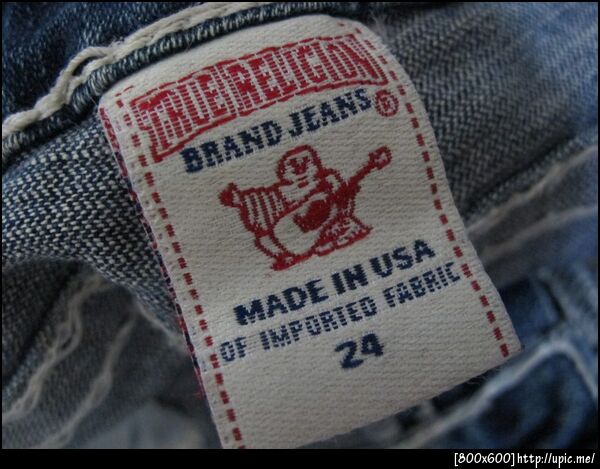 TRUE RELIGION
BRAND JEANS ®
MADE IN USA
OF IMPORTED FABRIC
24
[800x600]http://upic.me/